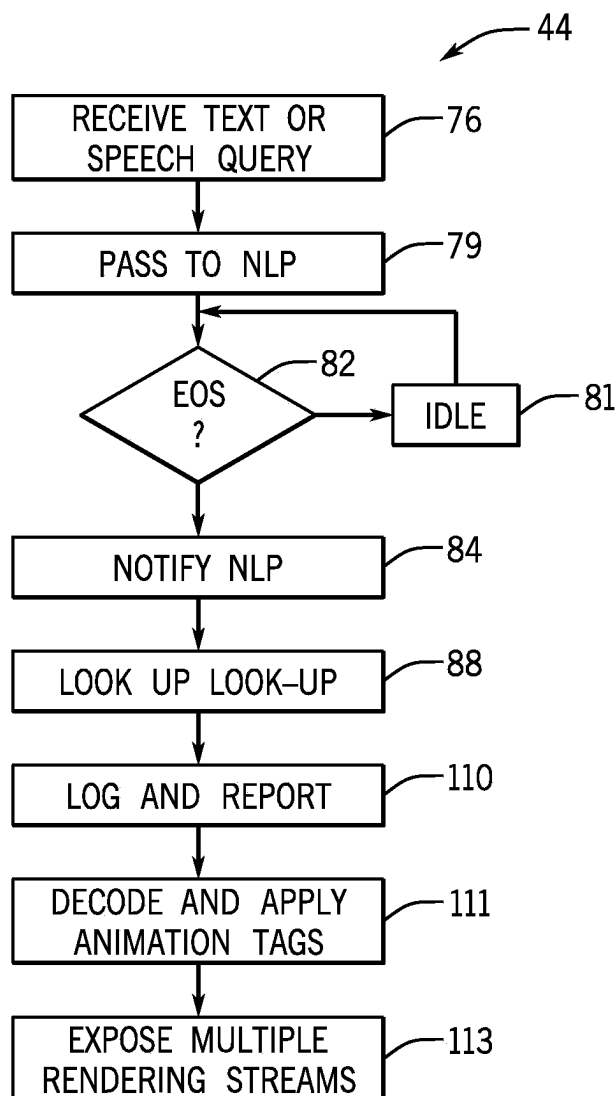 44
RECEIVE TEXT OR
SPEECH QUERY
76
PASS TO NLP
79
EOS
?
82
IDLE
81
NOTIFY NLP
84
LOOK UP LOOK-UP
88
LOG AND REPORT
110
DECODE AND APPLY
ANIMATION TAGS
111
EXPOSE MULTIPLE
RENDERING STREAMS
113